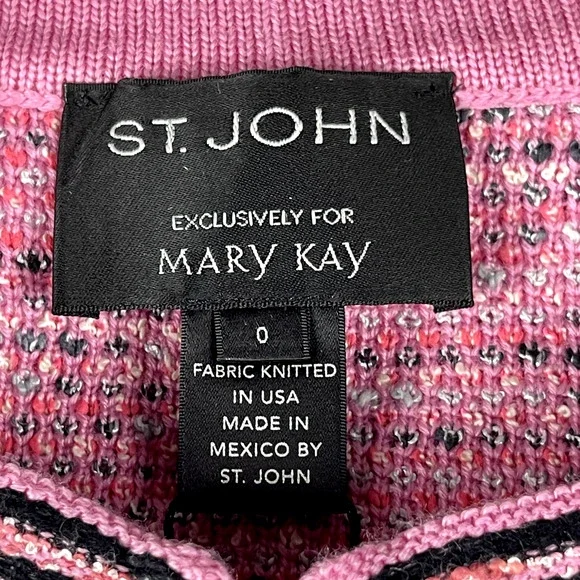 ST. JOHN
EXCLUSIVELY FOR
MARY KAY
0
FABRIC KNITTED
IN USA
MADE IN
MEXICO BY
ST. JOHN